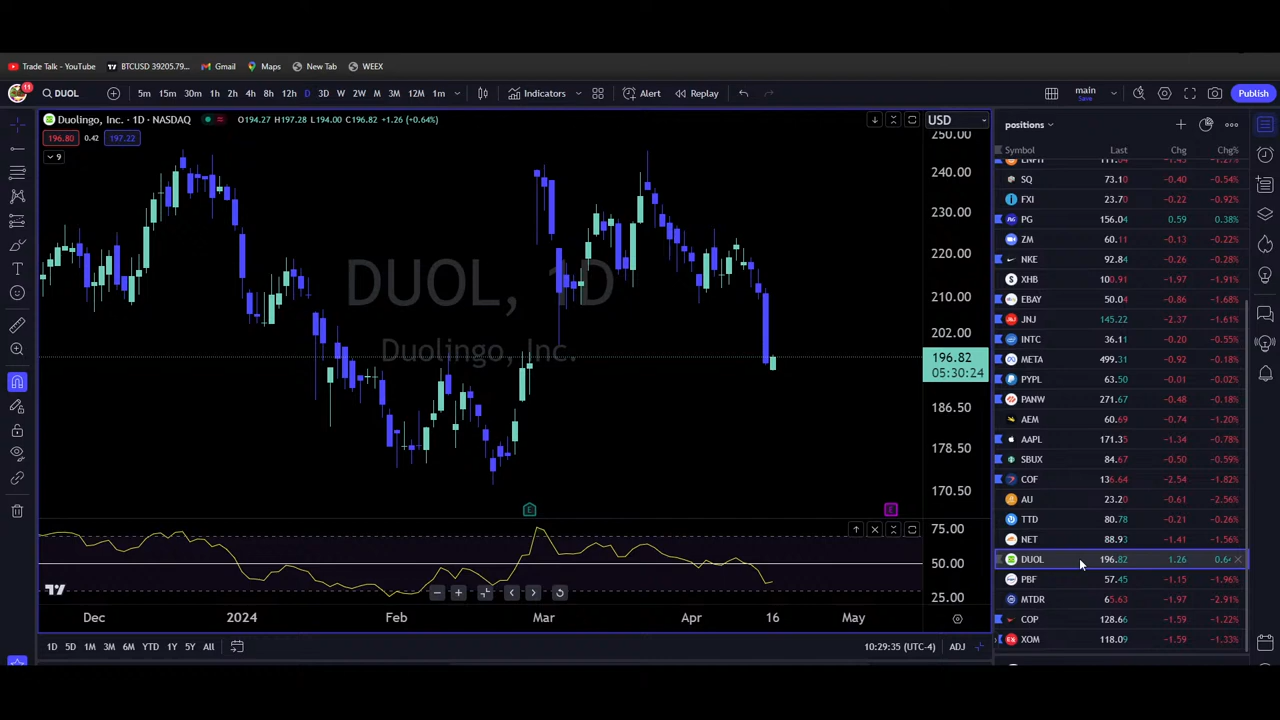 Trade Talk - YouTube BTCUSD 39205.79... Gmail Maps New Tab WEEX
11 DUOL 5m 15m 30m 1h 2h 4h 8h 12h D 3D W 2W M 3M 12M 1m Indicators Alert Replay main Save Publish
Duolingo, Inc. · 1D · NASDAQ O194.27 H197.28 L194.00 C196.82 +1.26 (+0.64%) USD
196.80 0.42 197.22
9
DUOL, 1D
Duolingo, Inc.
250.00
240.00
230.00
220.00
210.00
202.00
196.82
05:30:24
186.50
178.50
170.50
E E
75.00
50.00
25.00
Dec 2024 Feb Mar Apr 16 May
1D 5D 1M 3M 6M YTD 1Y 5Y All 10:29:35 (UTC-4) ADJ
positions
Symbol Last Chg Chg%
SQ 73.10 -0.40 -0.54%
FXI 23.70 -0.22 -0.92%
PG 156.04 0.59 0.38%
ZM 60.11 -0.13 -0.22%
NKE 92.84 -0.26 -0.28%
XHB 100.91 -1.97 -1.91%
EBAY 50.04 -0.86 -1.68%
JNJ 145.22 -2.37 -1.61%
INTC 36.11 -0.20 -0.55%
META 499.31 -0.92 -0.18%
PYPL 63.50 -0.01 -0.02%
PANW 271.67 -0.48 -0.18%
AEM 60.69 -0.74 -1.20%
AAPL 171.35 -1.34 -0.78%
SBUX 84.67 -0.50 -0.59%
COF 136.64 -2.54 -1.82%
AU 23.20 -0.61 -2.56%
TTD 80.78 -0.21 -0.26%
NET 88.93 -1.41 -1.56%
DUOL 196.82 1.26
PBF 57.45 -1.15 -1.96%
MTDR 65.63 -1.97 -2.91%
COP 128.66 -1.59 -1.22%
XOM 118.09 -1.59 -1.33%